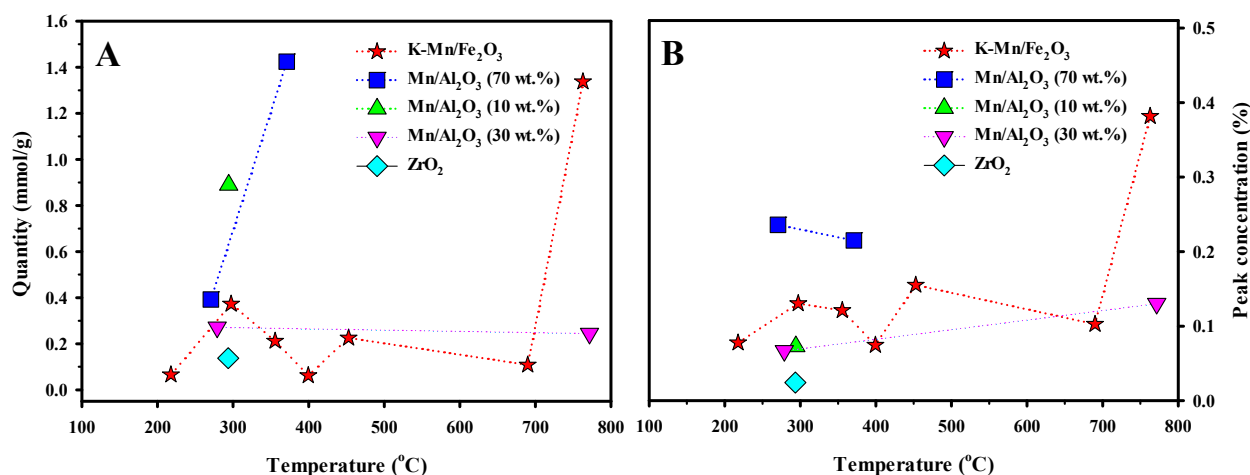 A
K-Mn/Fe₂O₃
Mn/Al₂O₃ (70 wt.%)
Mn/Al₂O₃ (10 wt.%)
Mn/Al₂O₃ (30 wt.%)
ZrO₂
Quantity (mmol/g)
1.6
1.4
1.2
1.0
0.8
0.6
0.4
0.2
0.0
100 200 300 400 500 600 700 800
Temperature (°C)
B
K-Mn/Fe₂O₃
Mn/Al₂O₃ (70 wt.%)
Mn/Al₂O₃ (10 wt.%)
Mn/Al₂O₃ (30 wt.%)
ZrO₂
0.5
0.4
0.3
0.2
0.1
0.0
Peak concentration (%)
100 200 300 400 500 600 700 800
Temperature (°C)